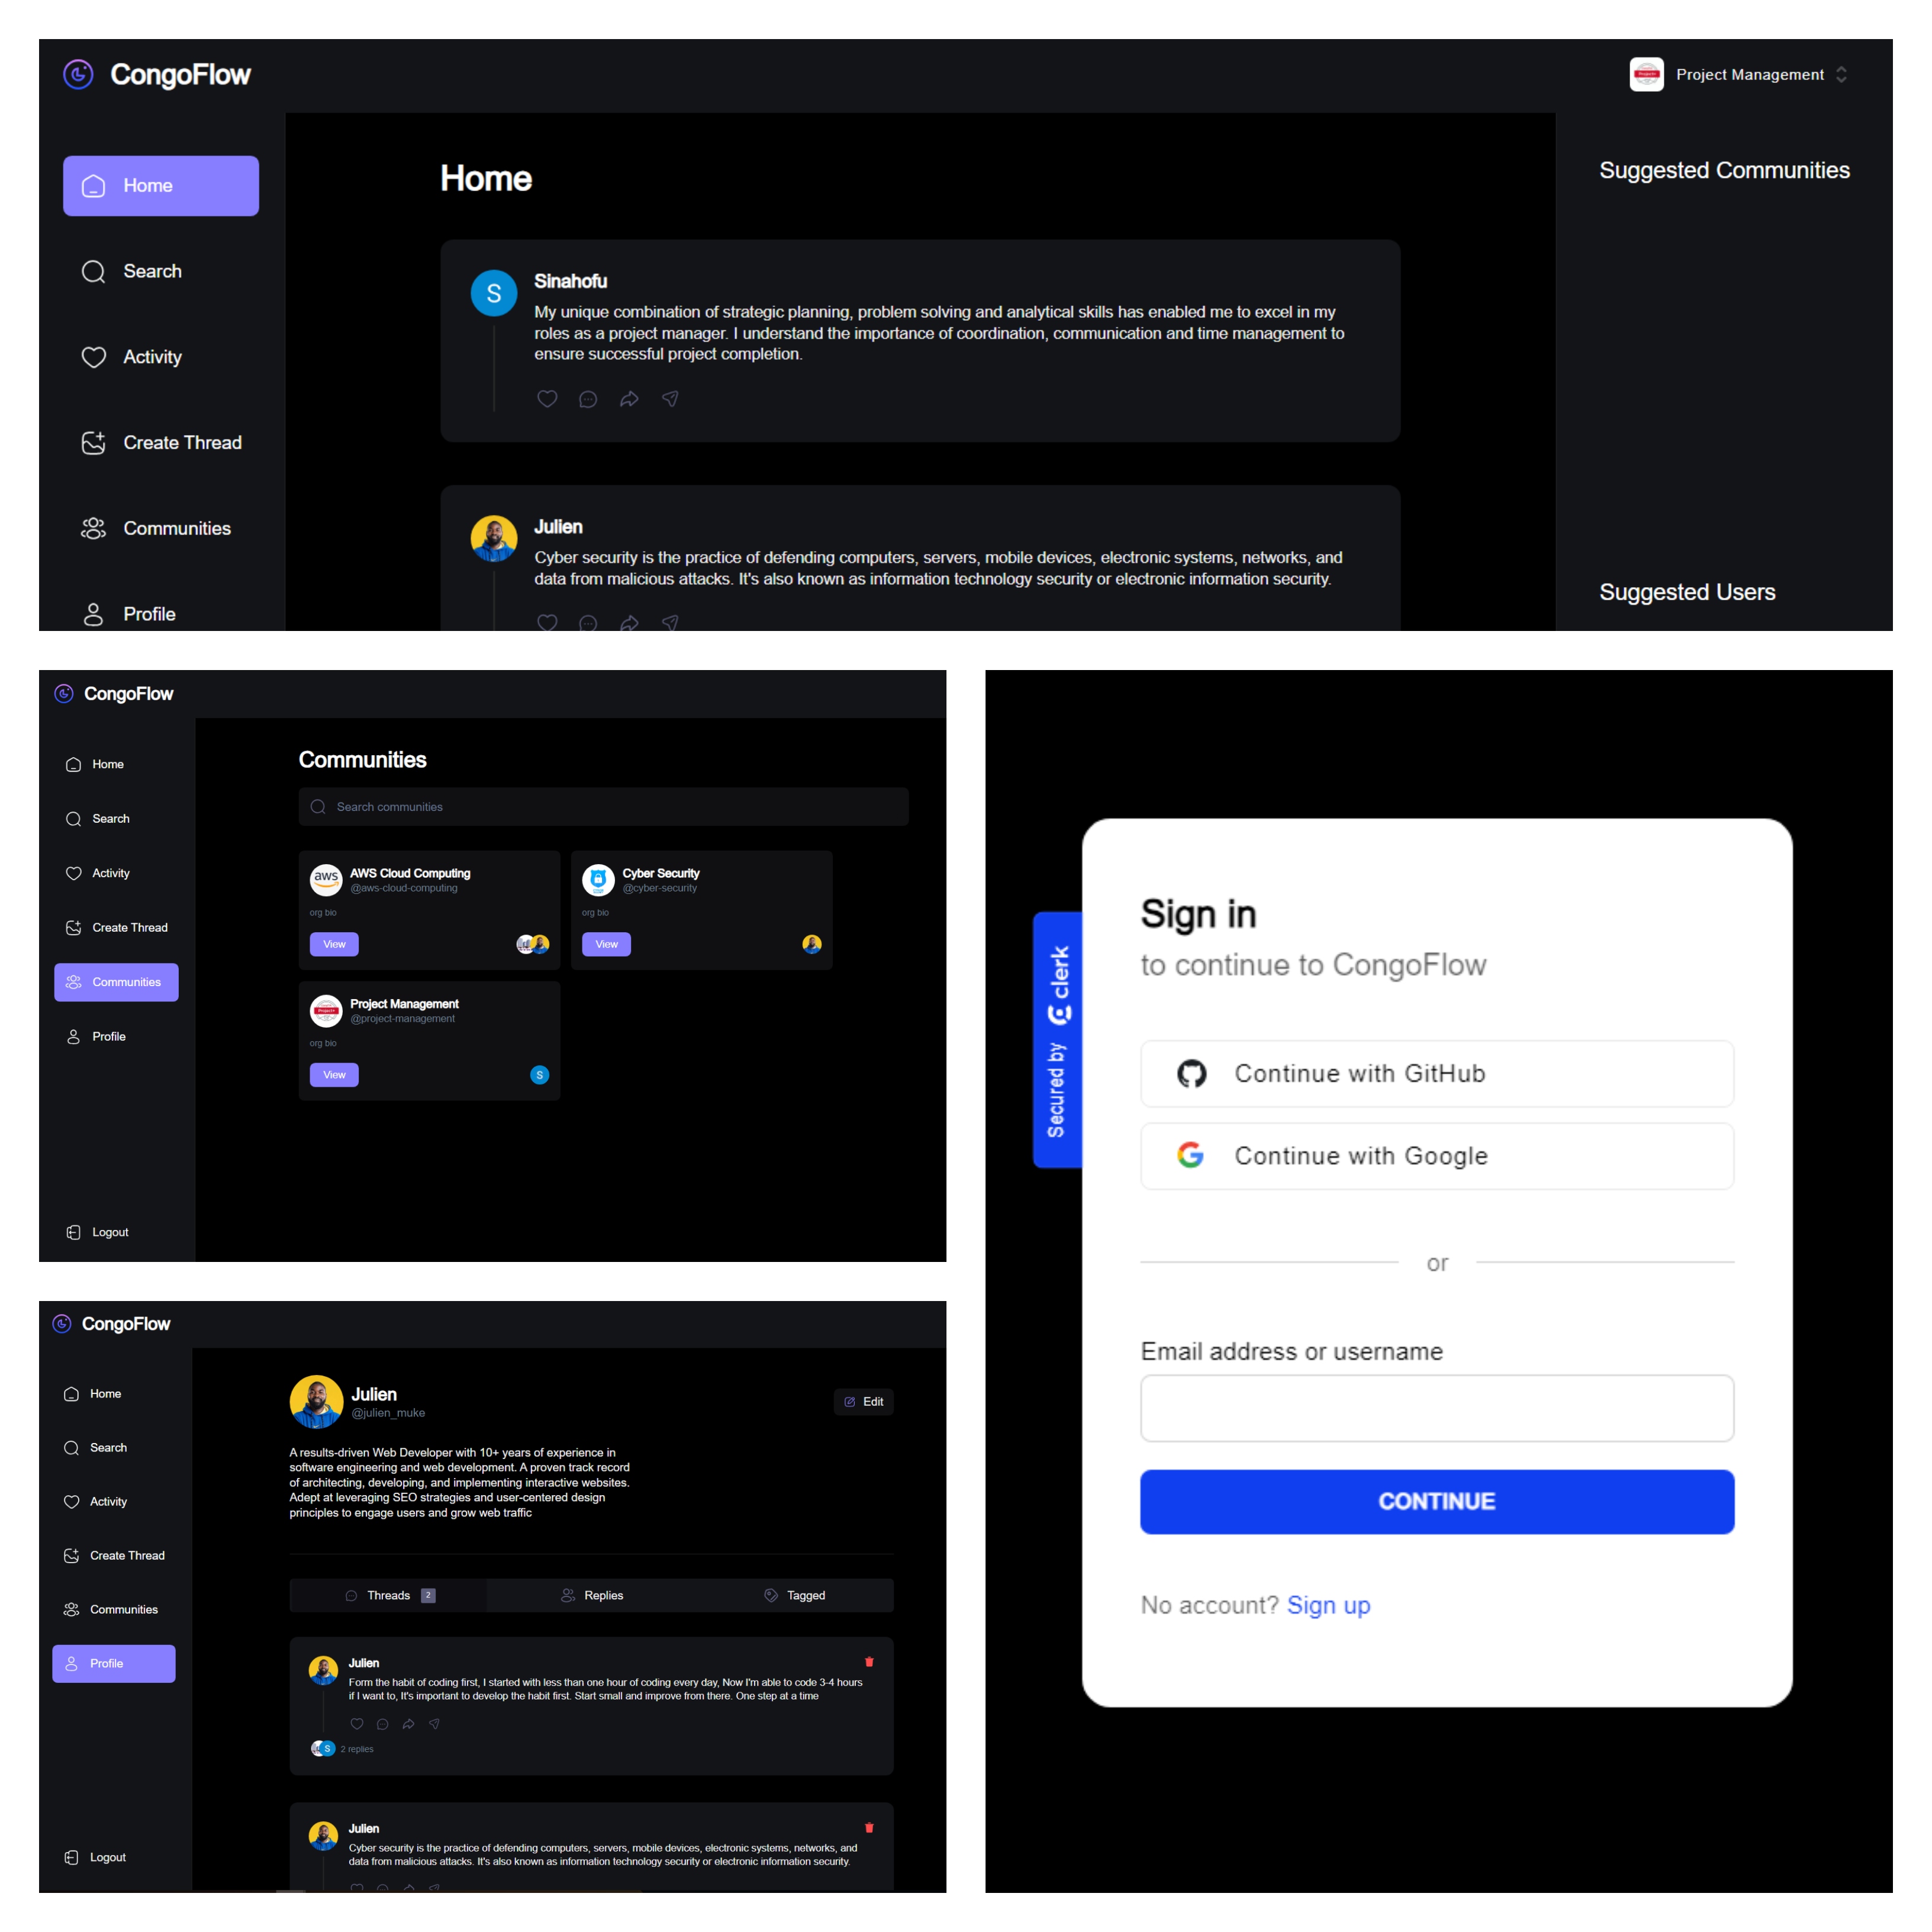 CongoFlow
Project Management
Home
Search
Activity
Create Thread
Communities
Profile
Home
Sinahofu
My unique combination of strategic planning, problem solving and analytical skills has enabled me to excel in my
roles as a project manager. I understand the importance of coordination, communication and time management to
ensure successful project completion.
Julien
Cyber security is the practice of defending computers, servers, mobile devices, electronic systems, networks, and
data from malicious attacks. It's also known as information technology security or electronic information security.
Suggested Communities
Suggested Users
S
CongoFlow
Home
Search
Activity
Create Thread
Communities
Profile
Logout
Communities
Search communities
aws
AWS Cloud Computing
@aws-cloud-computing
org bio
View
Cyber Security
@cyber-security
org bio
View
Project+
Project Management
@project-management
org bio
View
S
CongoFlow
Home
Search
Activity
Create Thread
Communities
Profile
Logout
Julien
@julien_muke
Edit
A results-driven Web Developer with 10+ years of experience in
software engineering and web development. A proven track record
of architecting, developing, and implementing interactive websites.
Adept at leveraging SEO strategies and user-centered design
principles to engage users and grow web traffic
Threads 2
Replies
Tagged
Julien
Form the habit of coding first, I started with less than one hour of coding every day, Now I'm able to code 3-4 hours
if I want to, It's important to develop the habit first. Start small and improve from there. One step at a time
S
2 replies
Julien
Cyber security is the practice of defending computers, servers, mobile devices, electronic systems, networks, and
data from malicious attacks. It's also known as information technology security or electronic information security.
Secured by clerk
Sign in
to continue to CongoFlow
Continue with GitHub
Continue with Google
or
Email address or username
CONTINUE
No account? Sign up